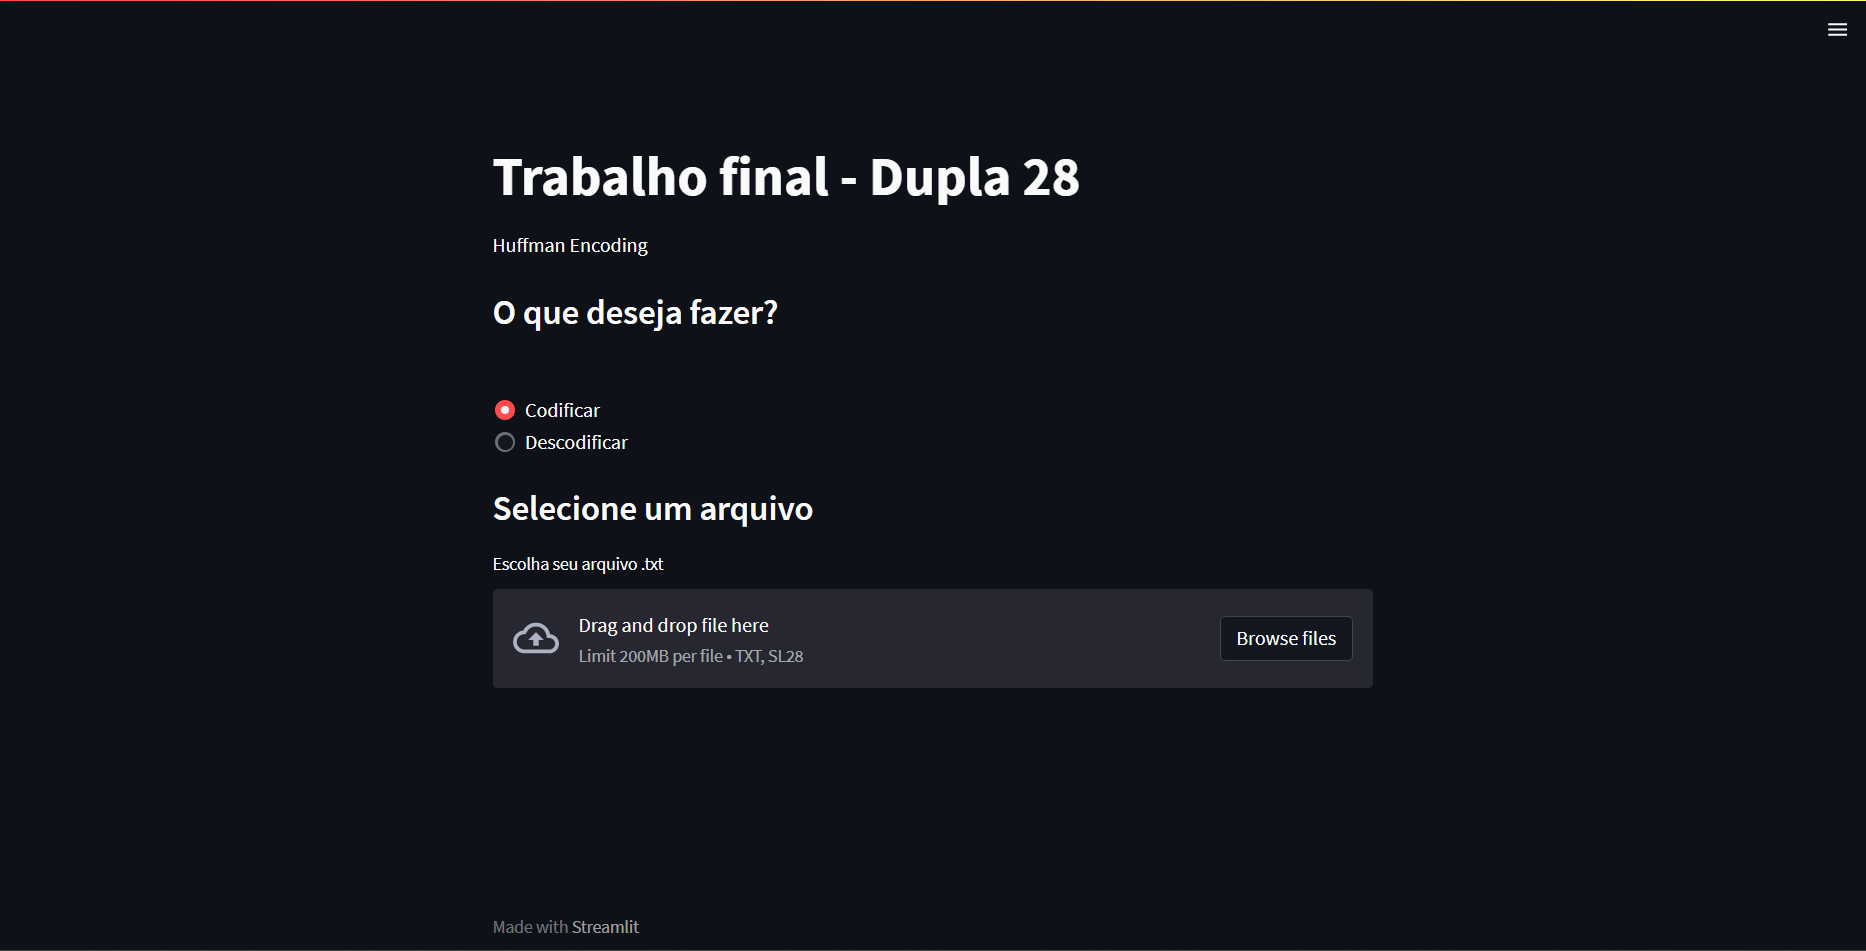 Trabalho final - Dupla 28
Huffman Encoding
O que deseja fazer?
Codificar
Descodificar
Selecione um arquivo
Escolha seu arquivo .txt
Drag and drop file here
Limit 200MB per file • TXT, SL28
Browse files
Made with Streamlit